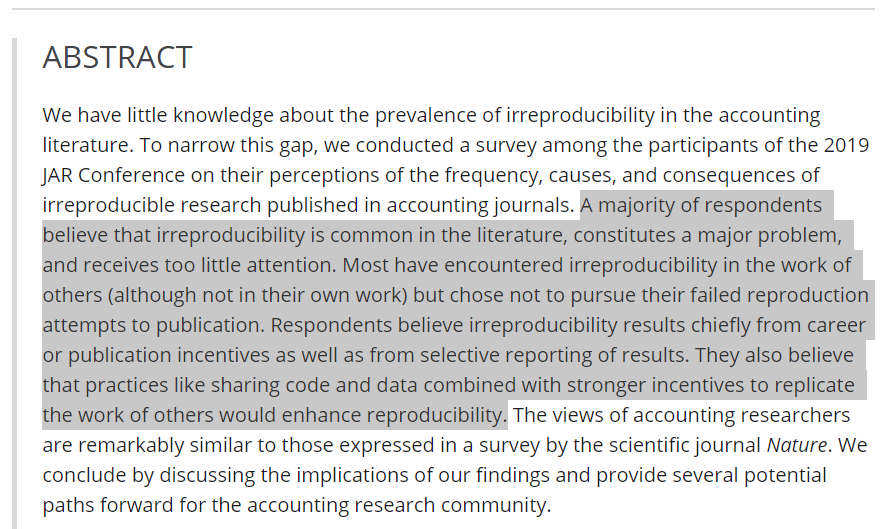 ABSTRACT
We have little knowledge about the prevalence of irreproducibility in the accounting
literature. To narrow this gap, we conducted a survey among the participants of the 2019
JAR Conference on their perceptions of the frequency, causes, and consequences of
irreproducible research published in accounting journals. A majority of respondents
believe that irreproducibility is common in the literature, constitutes a major problem,
and receives too little attention. Most have encountered irreproducibility in the work of
others (although not in their own work) but chose not to pursue their failed reproduction
attempts to publication. Respondents believe irreproducibility results chiefly from career
or publication incentives as well as from selective reporting of results. They also believe
that practices like sharing code and data combined with stronger incentives to replicate
the work of others would enhance reproducibility. The views of accounting researchers
are remarkably similar to those expressed in a survey by the scientific journal Nature. We
conclude by discussing the implications of our findings and provide several potential
paths forward for the accounting research community.